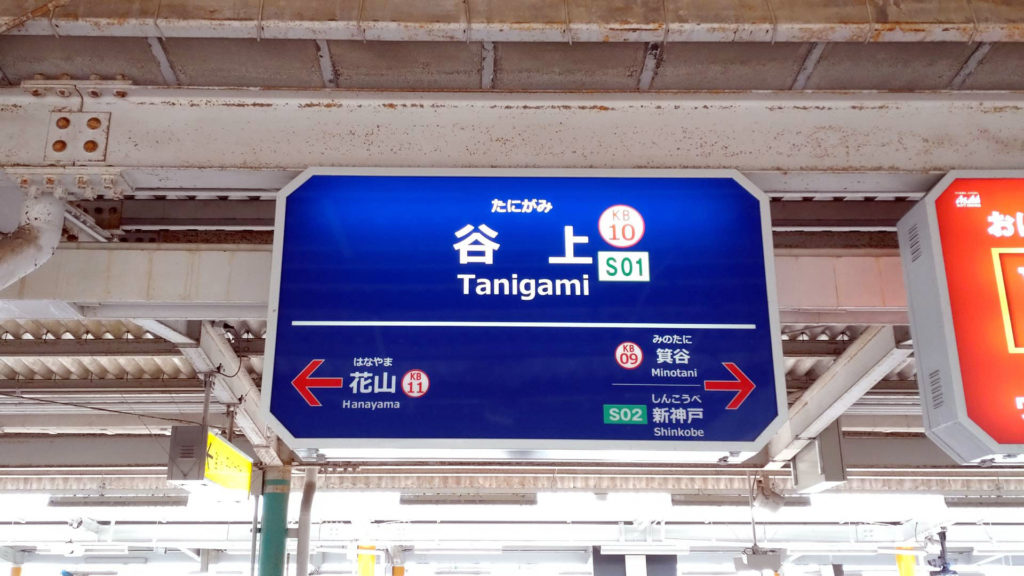 たにがみ
谷上
KB
10
S01
Tanigami
はなやま
花山
KB
11
Hanayama
みのたに
KB
09
箕谷
Minotani
しんこうべ
S02
新神戸
Shinkobe
Asahi